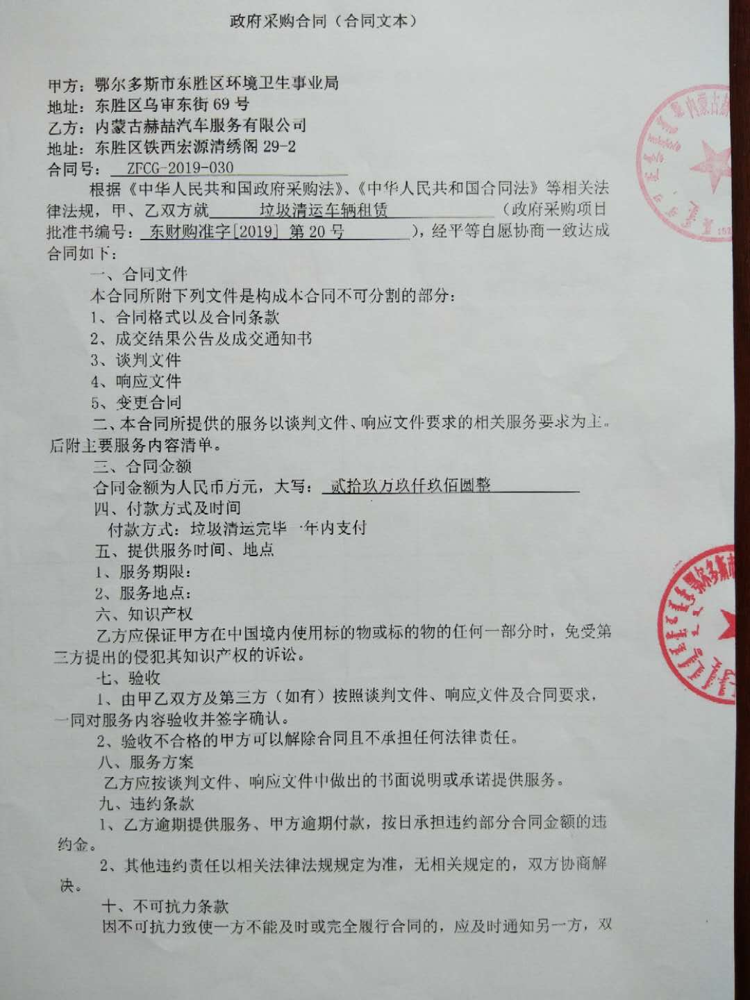 政府采购合同（合同文本）
甲方：鄂尔多斯市东胜区环境卫生事业局
地址：东胜区乌审东街 69 号
乙方：内蒙古赫喆汽车服务有限公司
地址：东胜区铁西宏源清绣阁 29-2
合同号： ZFCG-2019-030
根据《中华人民共和国政府采购法》、《中华人民共和国合同法》等相关法
律法规，甲、乙双方就 垃圾清运车辆租赁 （政府采购项目
批准书编号： 东财购准字[2019] 第 20 号 ），经平等自愿协商一致达成
合同如下：
一、合同文件
本合同所附下列文件是构成本合同不可分割的部分：
1、合同格式以及合同条款
2、成交结果公告及成交通知书
3、谈判文件
4、响应文件
5、变更合同
二、本合同所提供的服务以谈判文件、响应文件要求的相关服务要求为主。
后附主要服务内容清单。
三、合同金额
合同金额为人民币万元，大写： 贰拾玖万玖仟玖佰圆整
四、付款方式及时间
付款方式：垃圾清运完毕一年内支付
五、提供服务时间、地点
1、服务期限：
2、服务地点：
六、知识产权
乙方应保证甲方在中国境内使用标的物或标的物的任何一部分时，免受第
三方提出的侵犯其知识产权的诉讼。
七、验收
1、由甲乙双方及第三方（如有）按照谈判文件、响应文件及合同要求，
一同对服务内容验收并签字确认。
2、验收不合格的甲方可以解除合同且不承担任何法律责任。
八、服务方案
乙方应按谈判文件、响应文件中做出的书面说明或承诺提供服务。
九、违约条款
1、乙方逾期提供服务、甲方逾期付款，按日承担违约部分合同金额的违
约金。
2、其他违约责任以相关法律法规规定为准，无相关规定的，双方协商解
决。
十、不可抗力条款
因不可抗力致使一方不能及时或完全履行合同的，应及时通知另一方，双
内蒙古赫
鄂尔多斯市